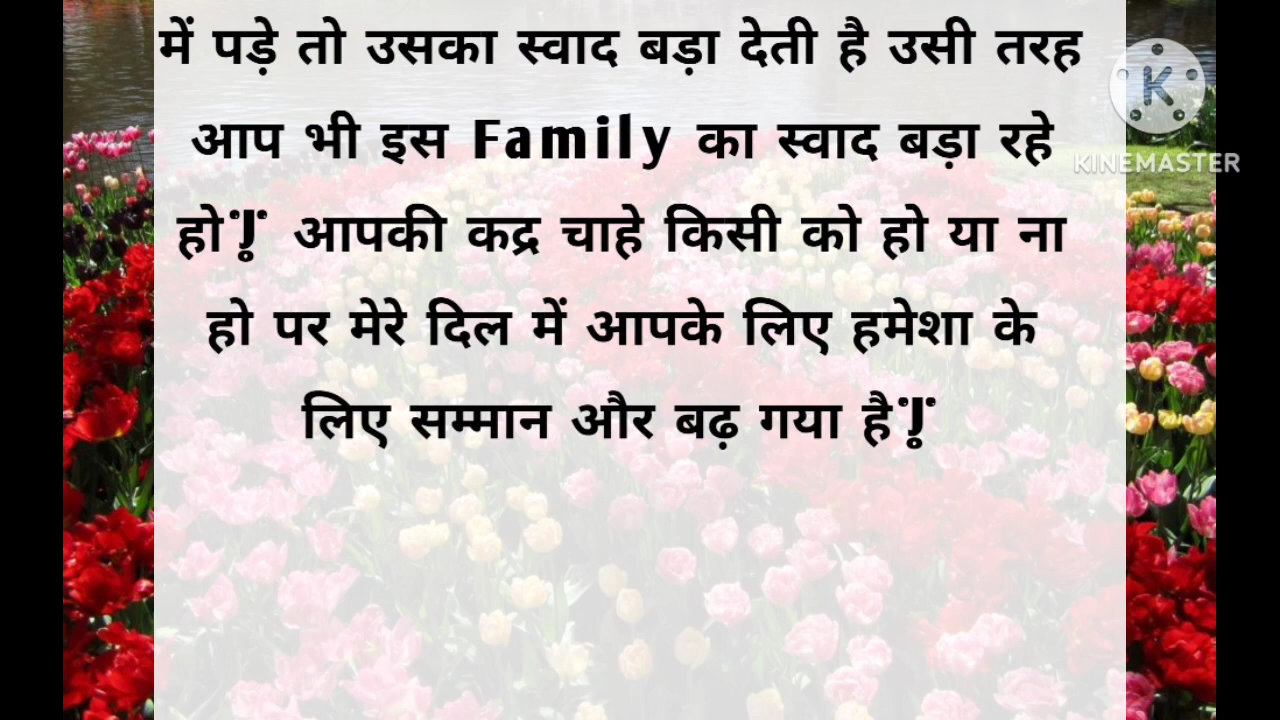 में पड़े तो उसका स्वाद बड़ा देती है उसी तरह
आप भी इस Family का स्वाद बड़ा रहे
हो! आपकी कद्र चाहे किसी को हो या ना
हो पर मेरे दिल में आपके लिए हमेशा के
लिए सम्मान और बढ़ गया है!
K
KINEMASTER